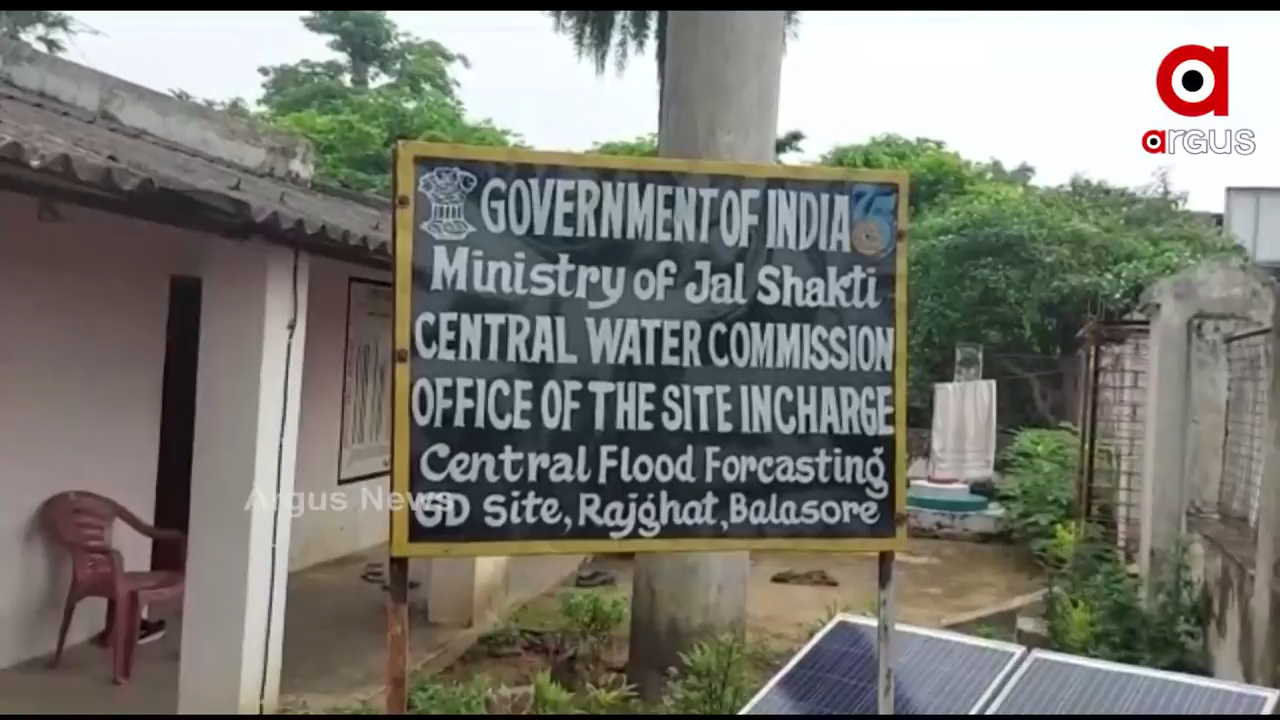 argus
GOVERNMENT OF INDIA 75
Ministry of Jal Shakti
CENTRAL WATER COMMISSION
OFFICE OF THE SITE INCHARGE
Central Flood Forcasting
GD Site, Rajghat, Balasore
Argus News